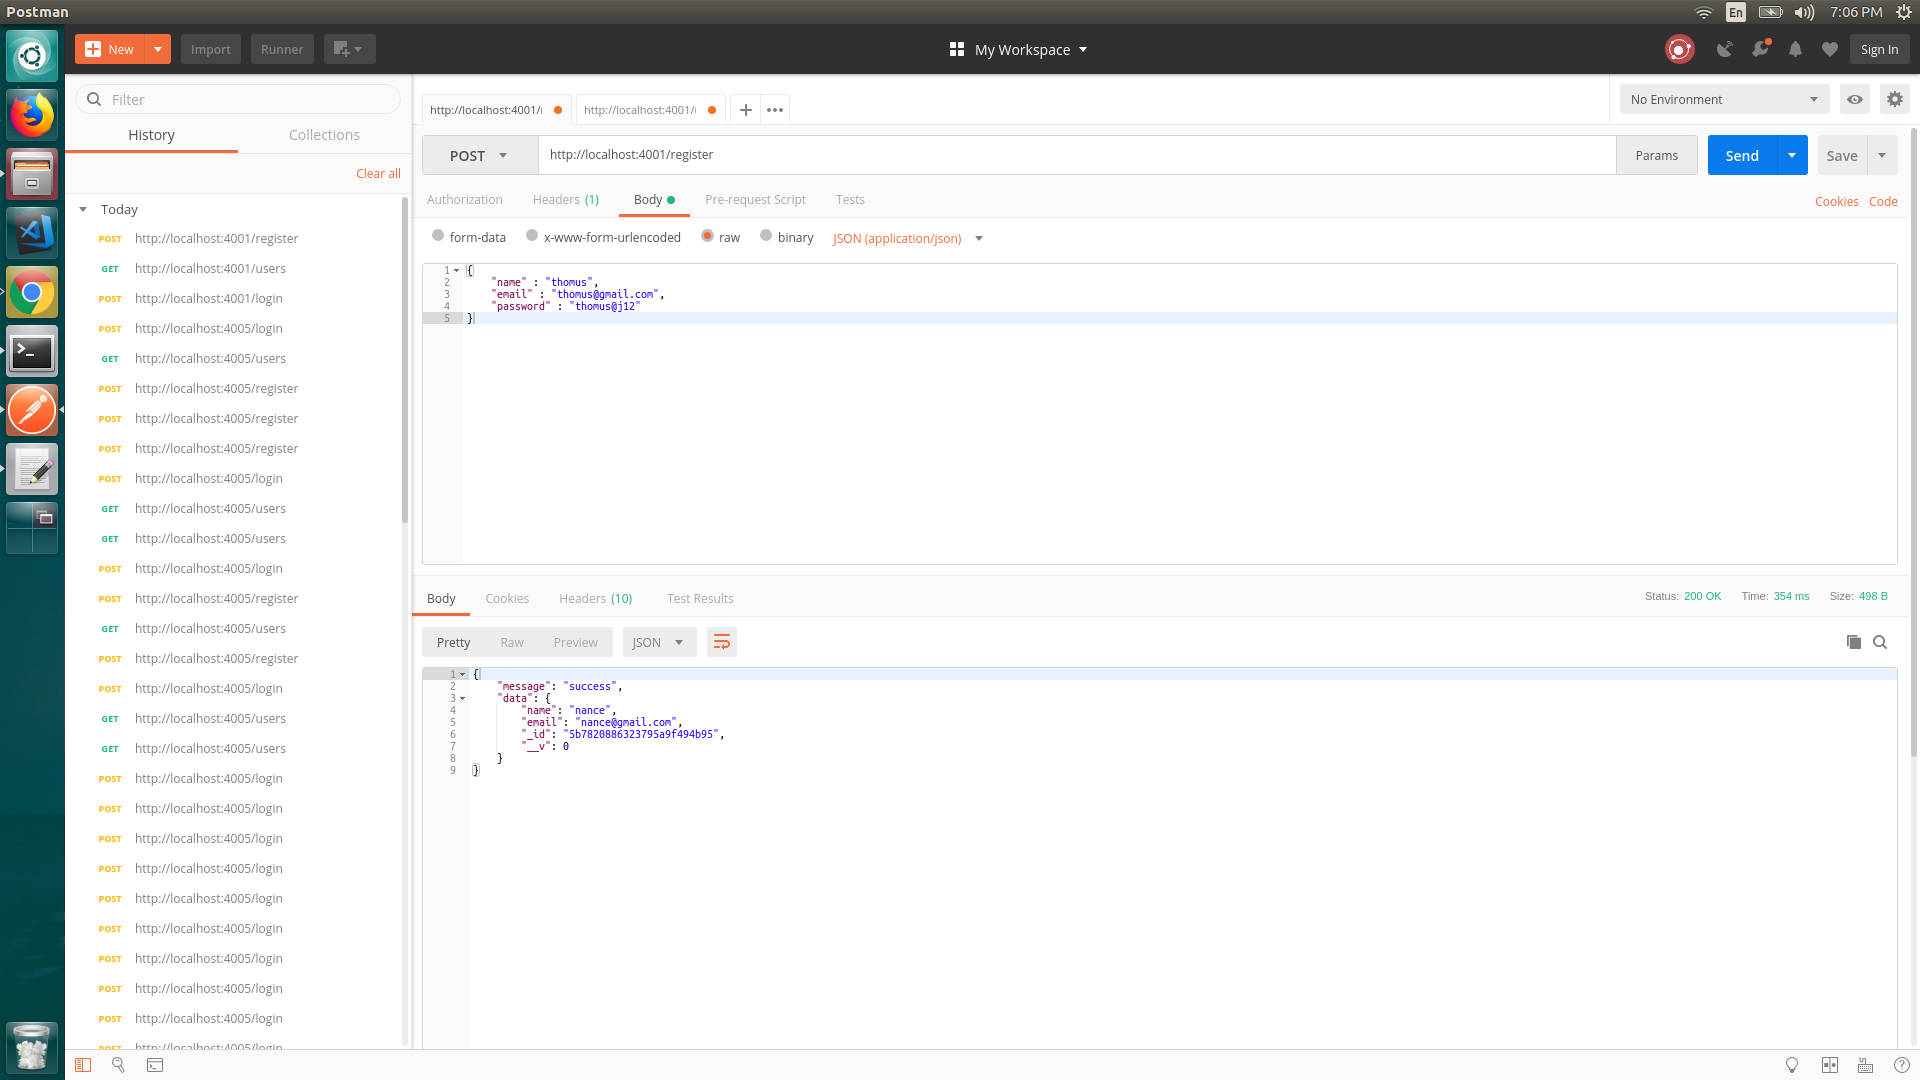 Postman
En
7:06 PM
New
Import
Runner
My Workspace
Sign In
Filter
History
Collections
Clear all
Today
POST http://localhost:4001/register
GET http://localhost:4001/users
POST http://localhost:4001/login
POST http://localhost:4005/login
GET http://localhost:4005/users
POST http://localhost:4005/register
POST http://localhost:4005/register
POST http://localhost:4005/register
POST http://localhost:4005/login
GET http://localhost:4005/users
GET http://localhost:4005/users
POST http://localhost:4005/login
POST http://localhost:4005/register
GET http://localhost:4005/users
POST http://localhost:4005/register
POST http://localhost:4005/login
GET http://localhost:4005/users
GET http://localhost:4005/users
POST http://localhost:4005/login
POST http://localhost:4005/login
POST http://localhost:4005/login
POST http://localhost:4005/login
POST http://localhost:4005/login
POST http://localhost:4005/login
POST http://localhost:4005/login
POST http://localhost:4005/login
POST http://localhost:4005/login
POST http://localhost:4005/login
http://localhost:4001/
http://localhost:4001/
No Environment
POST
http://localhost:4001/register
Params
Send
Save
Authorization
Headers (1)
Body
Pre-request Script
Tests
Cookies
Code
form-data
x-www-form-urlencoded
raw
binary
JSON (application/json)
1 {
2 "name" : "thomus",
3 "email" : "thomus@gmail.com",
4 "password" : "thomus@j12"
5 }
Body
Cookies
Headers (10)
Test Results
Status: 200 OK
Time: 354 ms
Size: 498 B
Pretty
Raw
Preview
JSON
1 {
2 "message": "success",
3 "data": {
4 "name": "nance",
5 "email": "nance@gmail.com",
6 "_id": "5b7820886323795a9f494b95",
7 "__v": 0
8 }
9 }